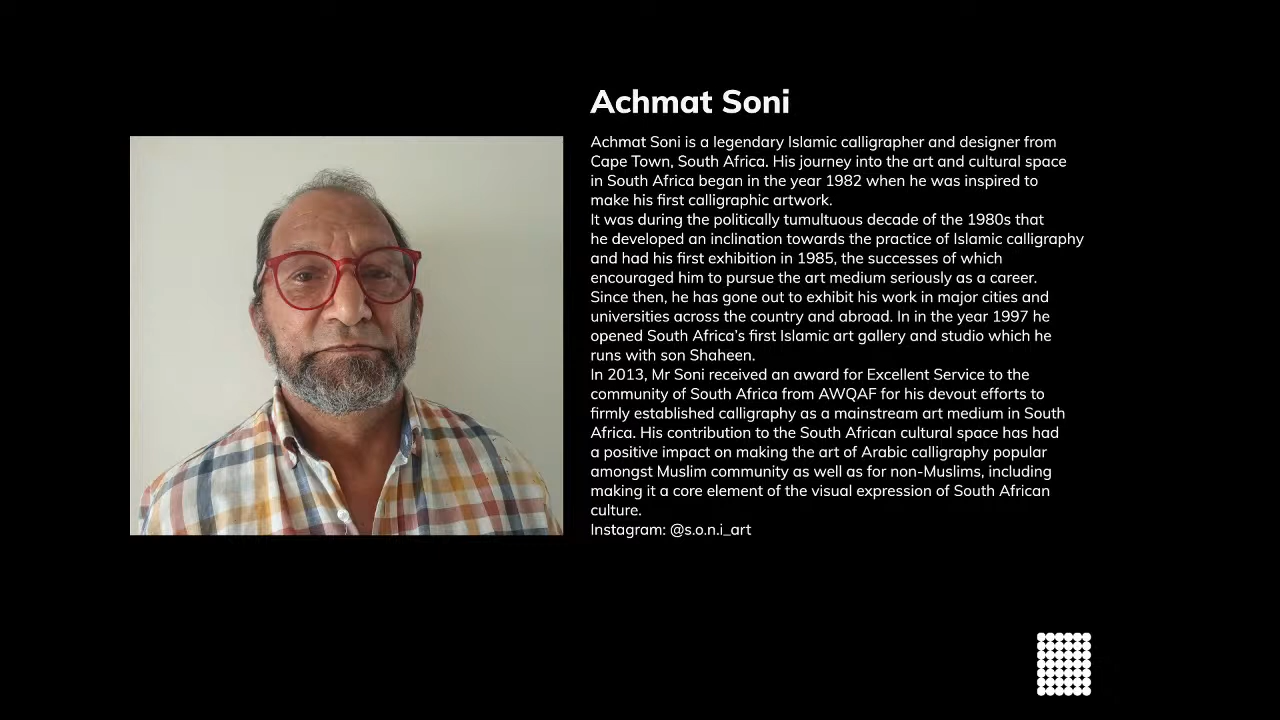 Achmat Soni
Achmat Soni is a legendary Islamic calligrapher and designer from
Cape Town, South Africa. His journey into the art and cultural space
in South Africa began in the year 1982 when he was inspired to
make his first calligraphic artwork.
It was during the politically tumultuous decade of the 1980s that
he developed an inclination towards the practice of Islamic calligraphy
and had his first exhibition in 1985, the successes of which
encouraged him to pursue the art medium seriously as a career.
Since then, he has gone out to exhibit his work in major cities and
universities across the country and abroad. In in the year 1997 he
opened South Africa's first Islamic art gallery and studio which he
runs with son Shaheen.
In 2013, Mr Soni received an award for Excellent Service to the
community of South Africa from AWQAF for his devout efforts to
firmly established calligraphy as a mainstream art medium in South
Africa. His contribution to the South African cultural space has had
a positive impact on making the art of Arabic calligraphy popular
amongst Muslim community as well as for non-Muslims, including
making it a core element of the visual expression of South African
culture.
Instagram: @s.o.n.i_art